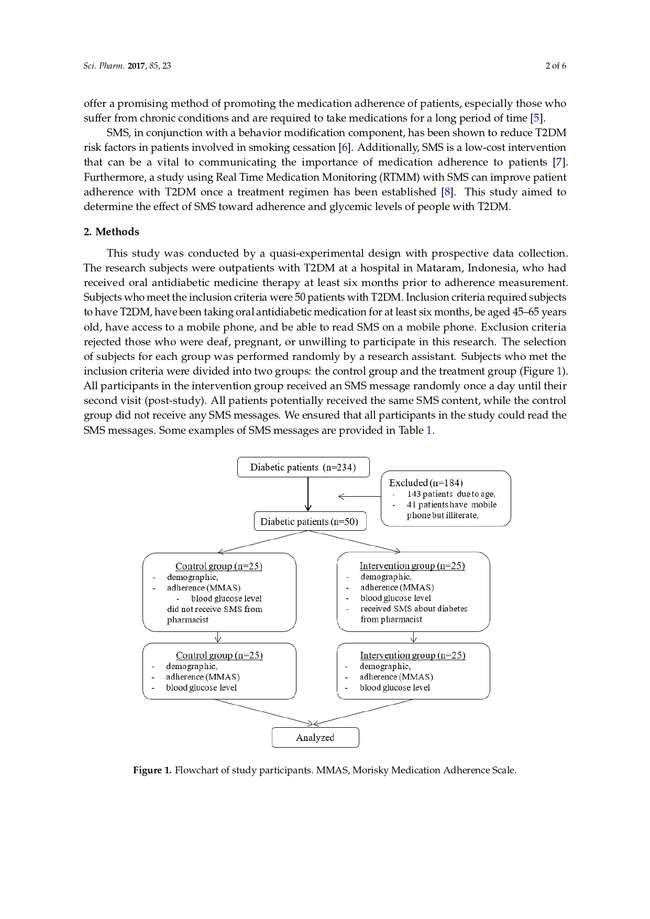 Sci. Pharm. 2017, 85, 23
2 of 6
offer a promising method of promoting the medication adherence of patients, especially those who
suffer from chronic conditions and are required to take medications for a long period of time [5].
SMS, in conjunction with a behavior modification component, has been shown to reduce T2DM
risk factors in patients involved in smoking cessation [6]. Additionally, SMS is a low-cost intervention
that can be a vital to communicating the importance of medication adherence to patients [7].
Furthermore, a study using Real Time Medication Monitoring (RTMM) with SMS can improve patient
adherence with T2DM once a treatment regimen has been established [8]. This study aimed to
determine the effect of SMS toward adherence and glycemic levels of people with T2DM.
2. Methods
This study was conducted by a quasi-experimental design with prospective data collection.
The research subjects were outpatients with T2DM at a hospital in Mataram, Indonesia, who had
received oral antidiabetic medicine therapy at least six months prior to adherence measurement.
Subjects who meet the inclusion criteria were 50 patients with T2DM. Inclusion criteria required subjects
to have T2DM, have been taking oral antidiabetic medication for at least six months, be aged 45–65 years
old, have access to a mobile phone, and be able to read SMS on a mobile phone. Exclusion criteria
rejected those who were deaf, pregnant, or unwilling to participate in this research. The selection
of subjects for each group was performed randomly by a research assistant. Subjects who met the
inclusion criteria were divided into two groups: the control group and the treatment group (Figure 1).
All participants in the intervention group received an SMS message randomly once a day until their
second visit (post-study). All patients potentially received the same SMS content, while the control
group did not receive any SMS messages. We ensured that all participants in the study could read the
SMS messages. Some examples of SMS messages are provided in Table 1.
Diabetic patients (n=234)
Excluded (n=184)
- 143 patients due to age,
- 41 patients have mobile
phone but illiterate,
Diabetic patients (n=50)
Control group (n=25)
- demographic,
- adherence (MMAS)
- blood glucose level
did not receive SMS from
pharmacist
Intervention group (n=25)
- demographic,
- adherence (MMAS)
- blood glucose level
- received SMS about diabetes
from pharmacist
Control group (n=25)
- demographic,
- adherence (MMAS)
- blood glucose level
Intervention group (n=25)
- demographic,
- adherence (MMAS)
- blood glucose level
Analyzed
Figure 1. Flowchart of study participants. MMAS, Morisky Medication Adherence Scale.